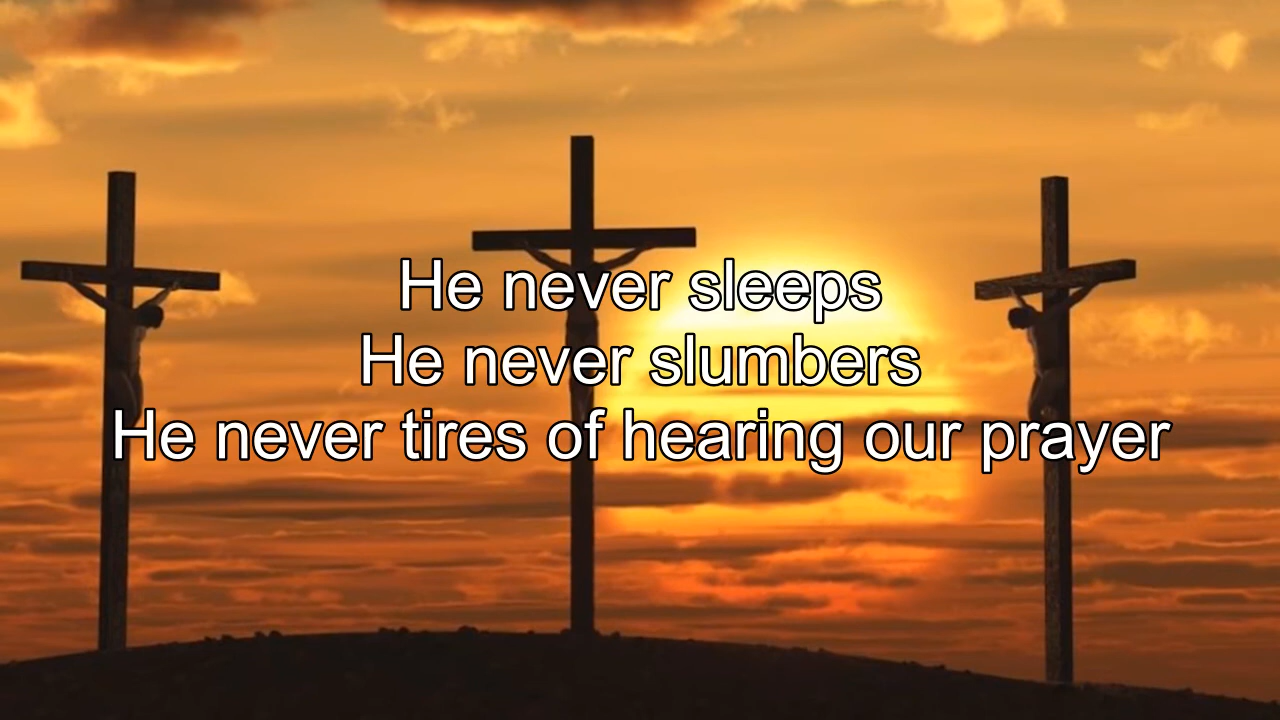 He never sleeps
He never slumbers
He never tires of hearing our prayer